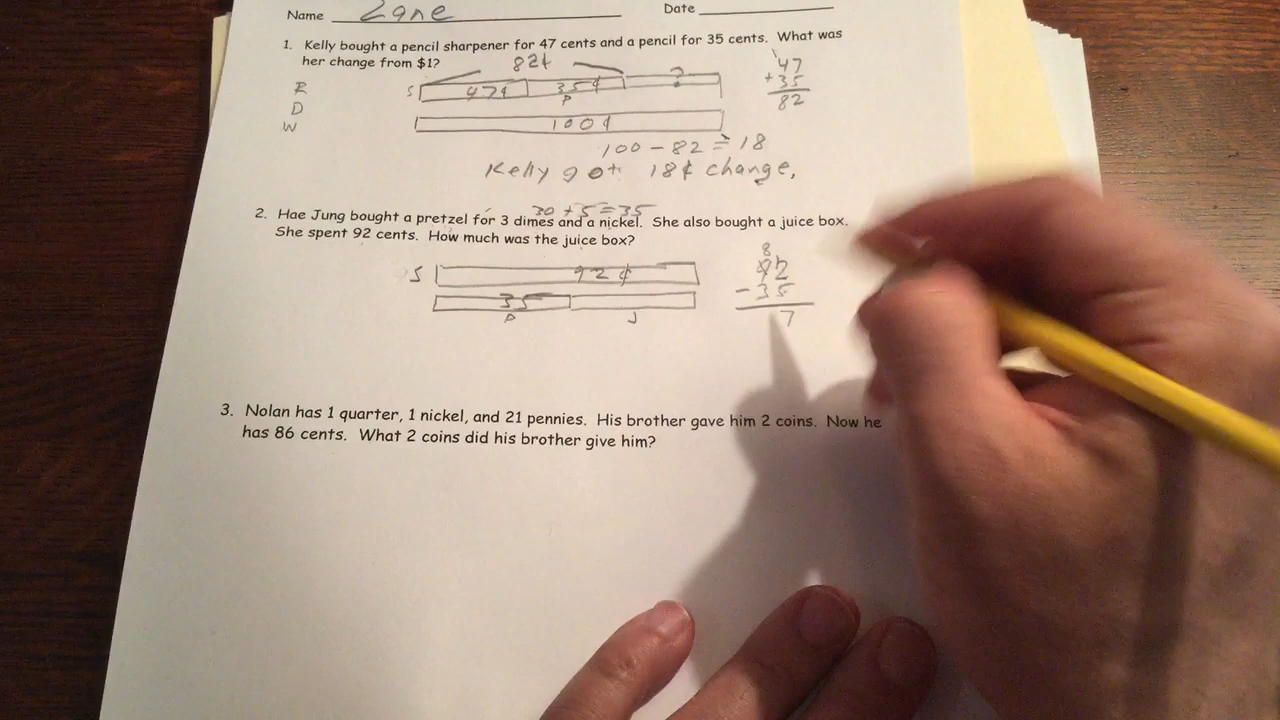 Name Zane Date
1. Kelly bought a pencil sharpener for 47 cents and a pencil for 35 cents. What was
her change from $1?
82¢
47
+35
82
R
D
W
S 47¢ 35¢ ?
P
100¢
100 - 82 = 18
Kelly got 18¢ change.
30 + 5 = 35
2. Hae Jung bought a pretzel for 3 dimes and a nickel. She also bought a juice box.
She spent 92 cents. How much was the juice box?
S 92¢
35
P J
8
92
-35
7
3. Nolan has 1 quarter, 1 nickel, and 21 pennies. His brother gave him 2 coins. Now he
has 86 cents. What 2 coins did his brother give him?